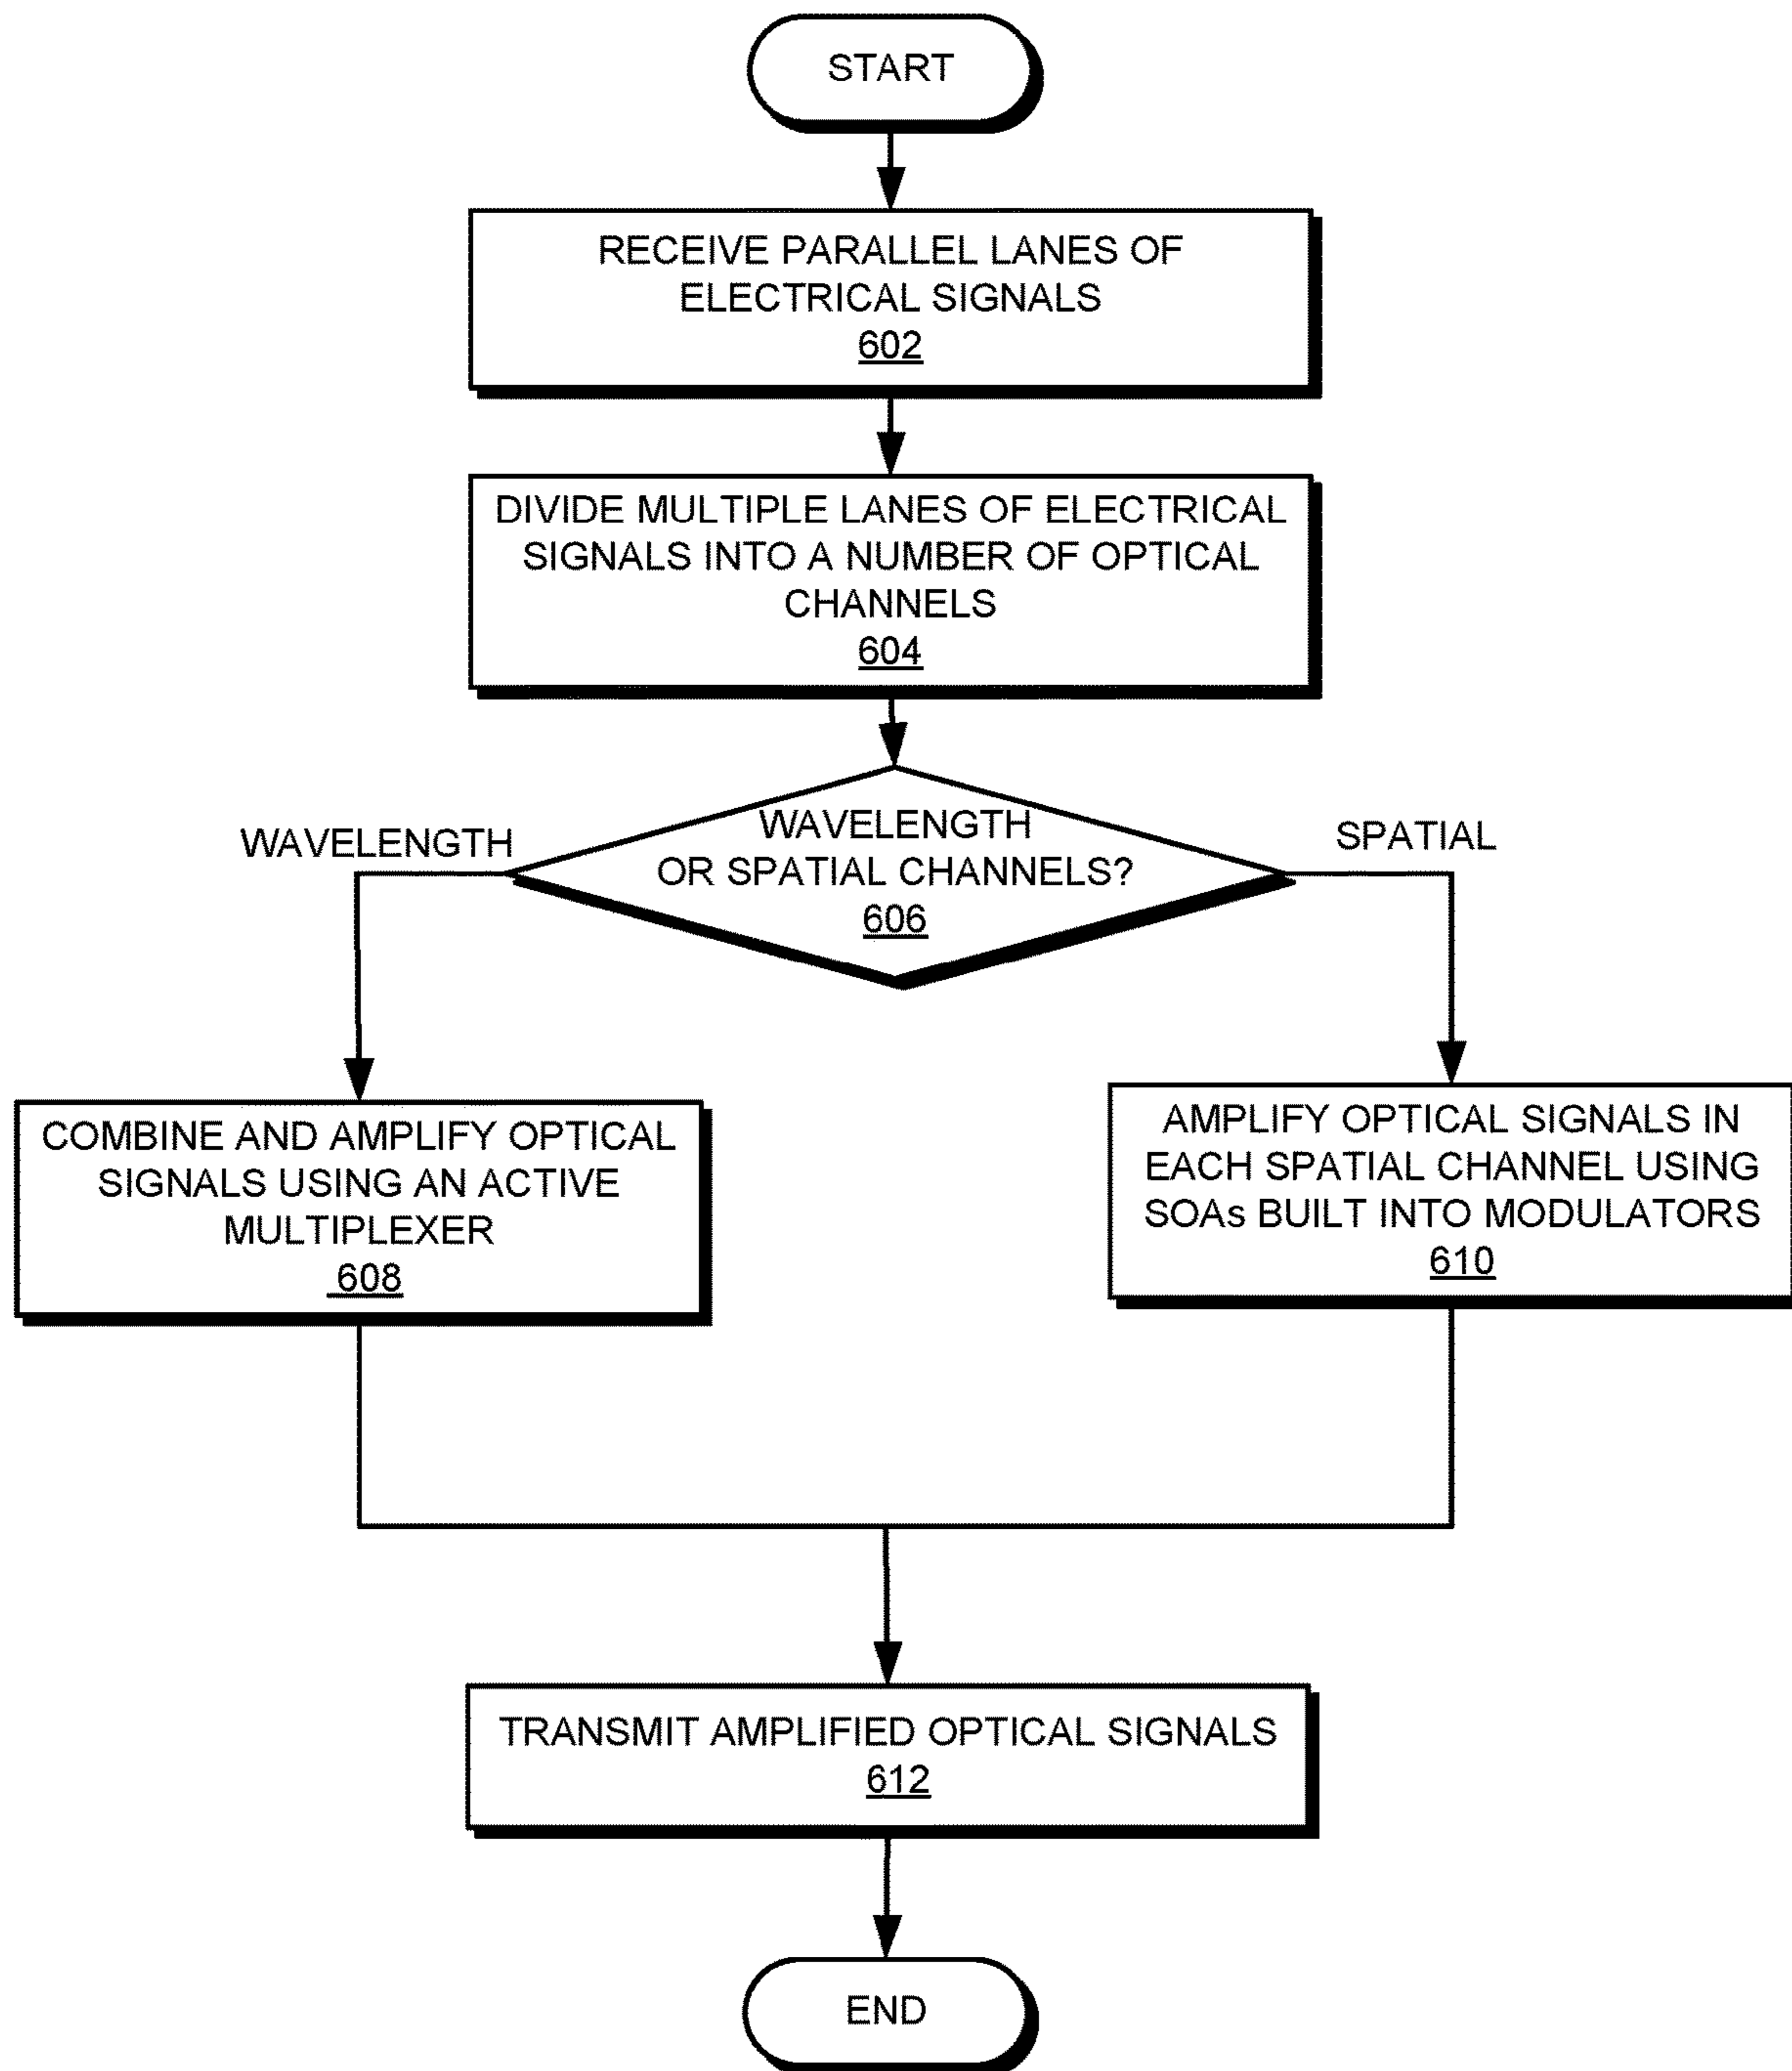 START
RECEIVE PARALLEL LANES OF
ELECTRICAL SIGNALS
602
DIVIDE MULTIPLE LANES OF ELECTRICAL
SIGNALS INTO A NUMBER OF OPTICAL
CHANNELS
604
WAVELENGTH
OR SPATIAL CHANNELS?
606
WAVELENGTH
SPATIAL
COMBINE AND AMPLIFY OPTICAL
SIGNALS USING AN ACTIVE
MULTIPLEXER
608
AMPLIFY OPTICAL SIGNALS IN
EACH SPATIAL CHANNEL USING
SOAs BUILT INTO MODULATORS
610
TRANSMIT AMPLIFIED OPTICAL SIGNALS
612
END